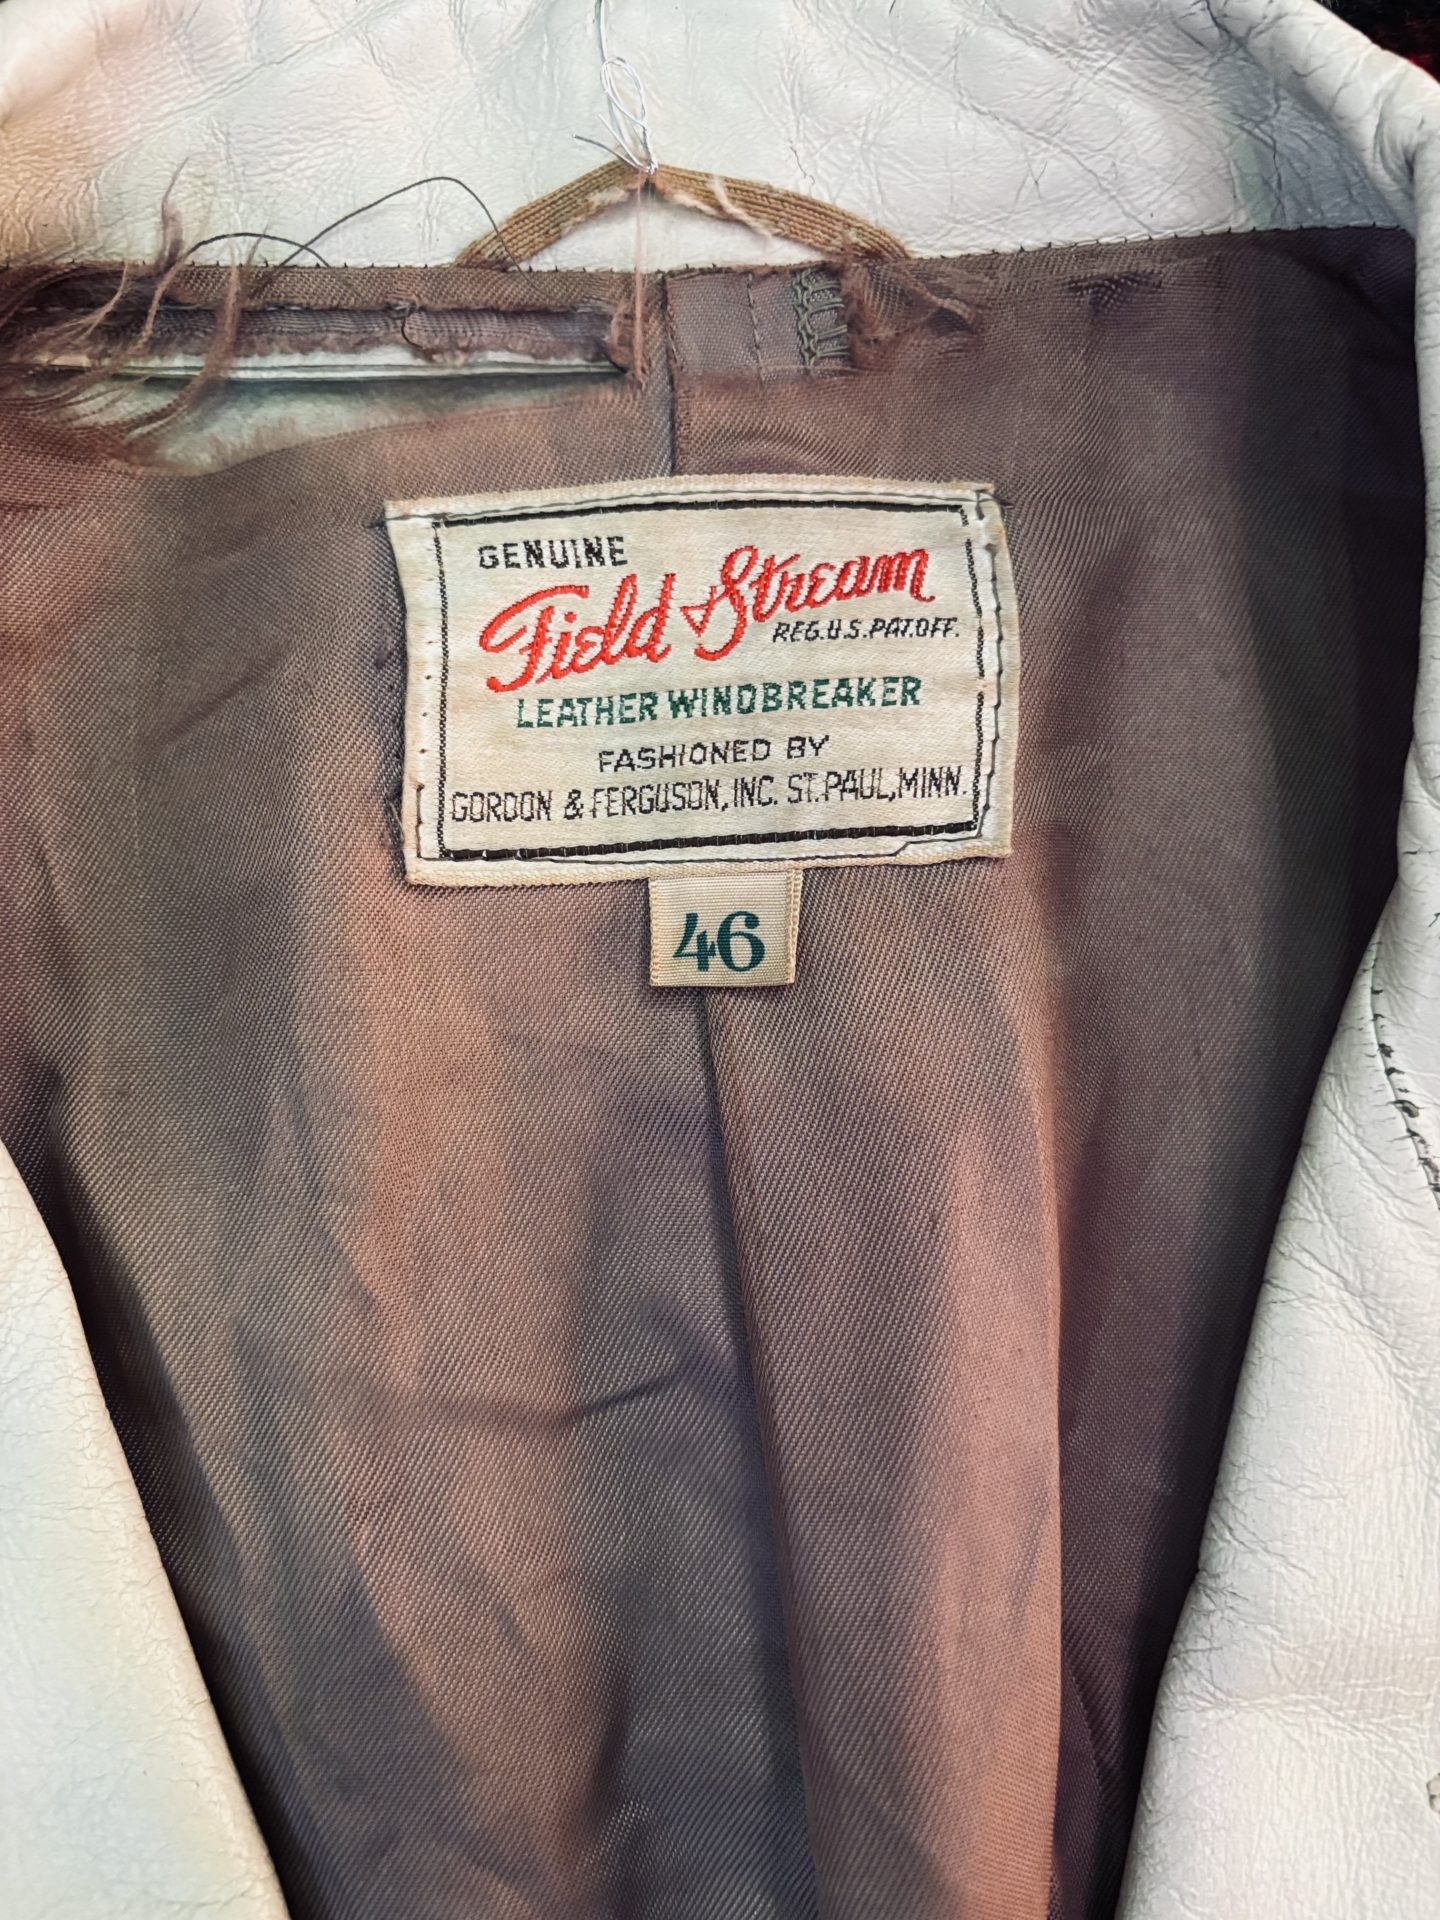 GENUINE
Field & Stream
REG.U.S.PAT.OFF.
LEATHER WINDBREAKER
FASHIONED BY
GORDON & FERGUSON, INC. ST. PAUL, MINN.
46